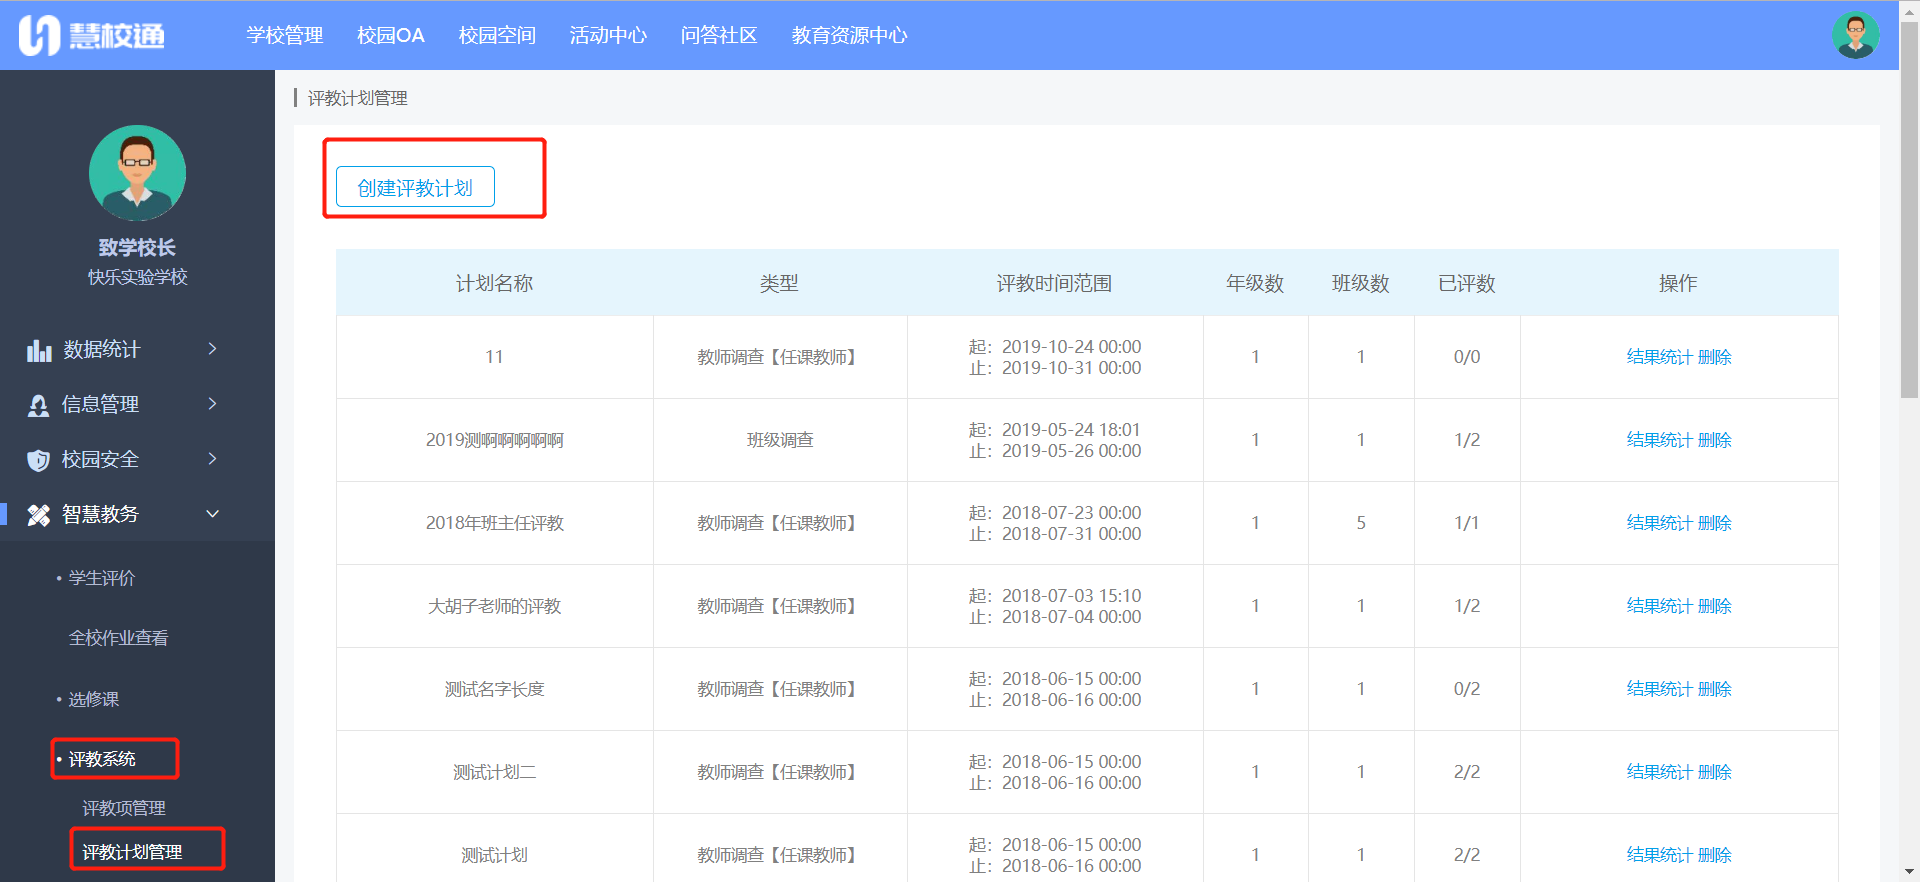 慧校通 学校管理 校园OA 校园空间 活动中心 问答社区 教育资源中心
致学校长
快乐实验学校
数据统计
信息管理
校园安全
智慧教务
• 学生评价
全校作业查看
• 选修课
• 评教系统
评教项管理
评教计划管理
评教计划管理
创建评教计划
计划名称 类型 评教时间范围 年级数 班级数 已评数 操作
11 教师调查【任课教师】 起：2019-10-24 00:00 1 1 0/0 结果统计 删除
止：2019-10-31 00:00
2019测啊啊啊啊啊 班级调查 起：2019-05-24 18:01 1 1 1/2 结果统计 删除
止：2019-05-26 00:00
2018年班主任评教 教师调查【任课教师】 起：2018-07-23 00:00 1 5 1/1 结果统计 删除
止：2018-07-31 00:00
大胡子老师的评教 教师调查【任课教师】 起：2018-07-03 15:10 1 1 1/2 结果统计 删除
止：2018-07-04 00:00
测试名字长度 教师调查【任课教师】 起：2018-06-15 00:00 1 1 0/2 结果统计 删除
止：2018-06-16 00:00
测试计划二 教师调查【任课教师】 起：2018-06-15 00:00 1 1 2/2 结果统计 删除
止：2018-06-16 00:00
测试计划 教师调查【任课教师】 起：2018-06-15 00:00 1 1 2/2 结果统计 删除
止：2018-06-16 00:00